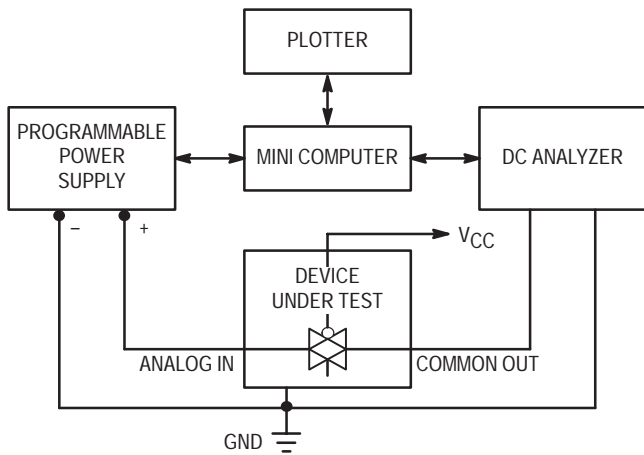 PLOTTER
PROGRAMMABLE
POWER
SUPPLY
MINI COMPUTER
DC ANALYZER
– +
VCC
DEVICE
UNDER TEST
ANALOG IN
COMMON OUT
GND